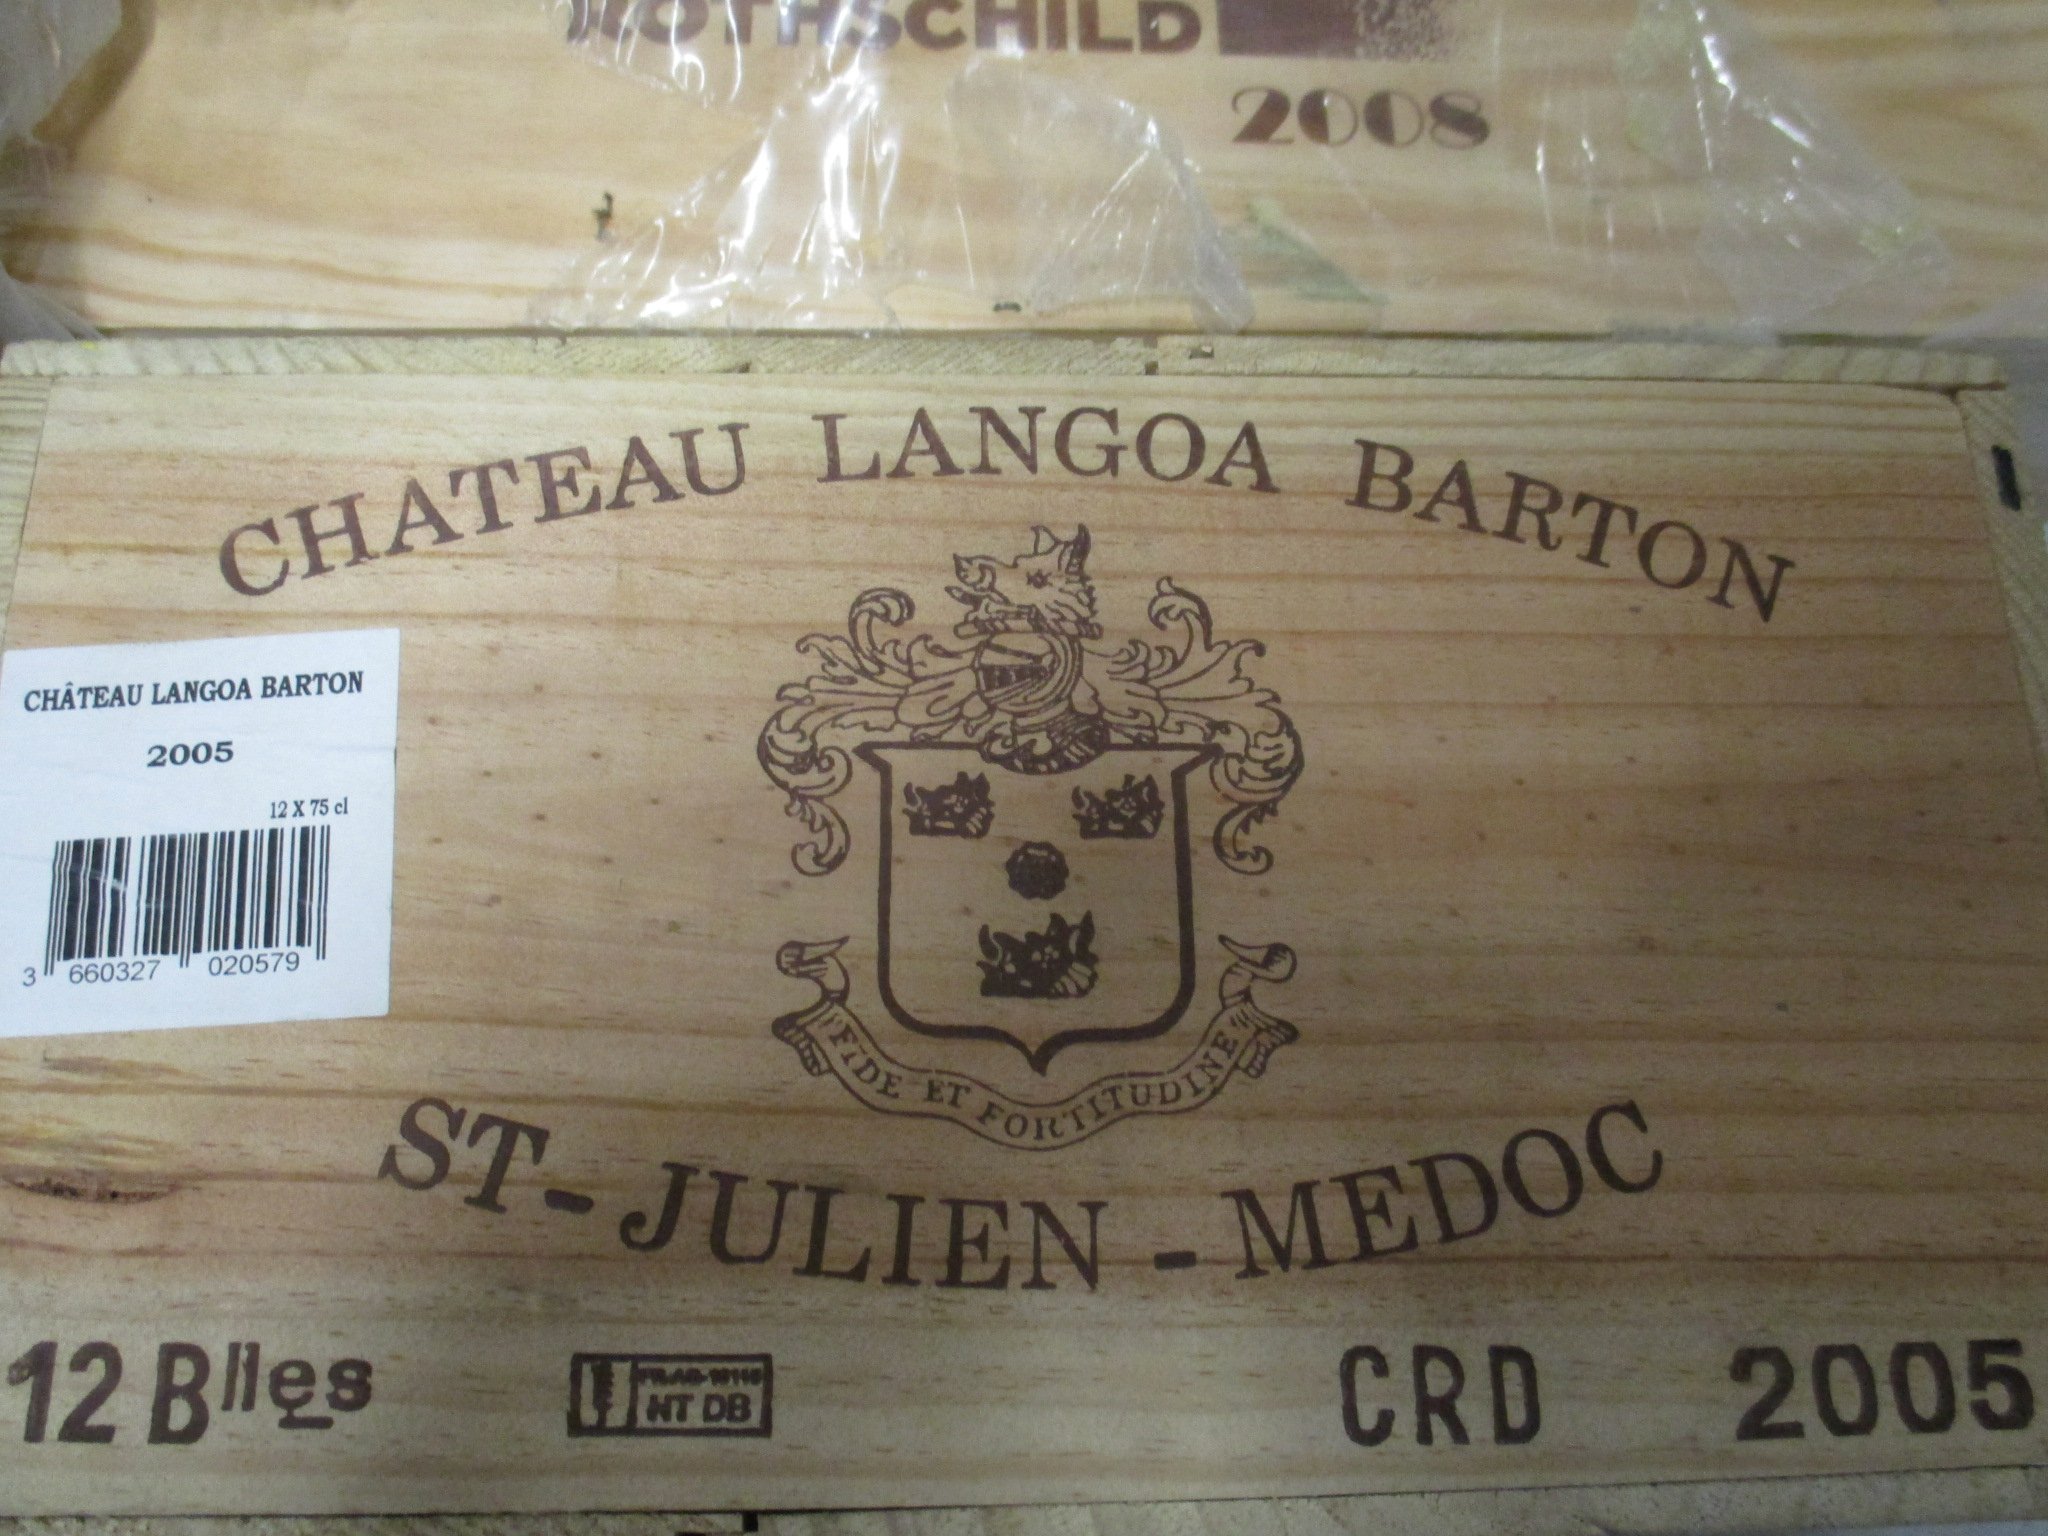 ROTHSCHILD
2008
CHATEAU LANGOA BARTON
CHÂTEAU LANGOA BARTON
2005
12 X 75 cl
3 660327 020579
"FIDE ET FORTITUDINE"
ST-JULIEN-MEDOC
12 Blles
HT DB
CRD
2005